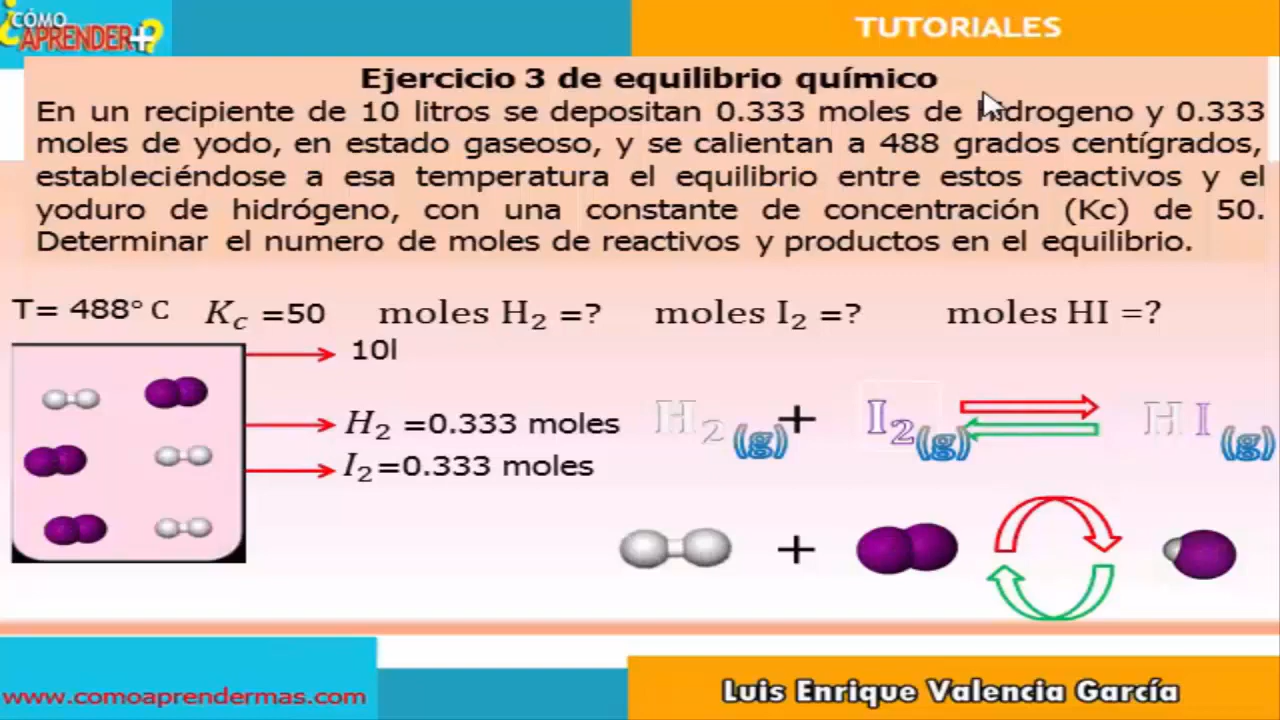 ¿CÓMO
APRENDER+?
TUTORIALES
Ejercicio 3 de equilibrio químico
En un recipiente de 10 litros se depositan 0.333 moles de hidrogeno y 0.333
moles de yodo, en estado gaseoso, y se calientan a 488 grados centígrados,
estableciéndose a esa temperatura el equilibrio entre estos reactivos y el
yoduro de hidrógeno, con una constante de concentración (Kc) de 50.
Determinar el numero de moles de reactivos y productos en el equilibrio.
T= 488° C K_c =50 moles H₂ =? moles I₂ =? moles HI =?
10l
H₂ =0.333 moles
I₂=0.333 moles
H₂(g) + I₂(g) ⇄ HI(g)
+
www.comoaprendermas.com
Luis Enrique Valencia García